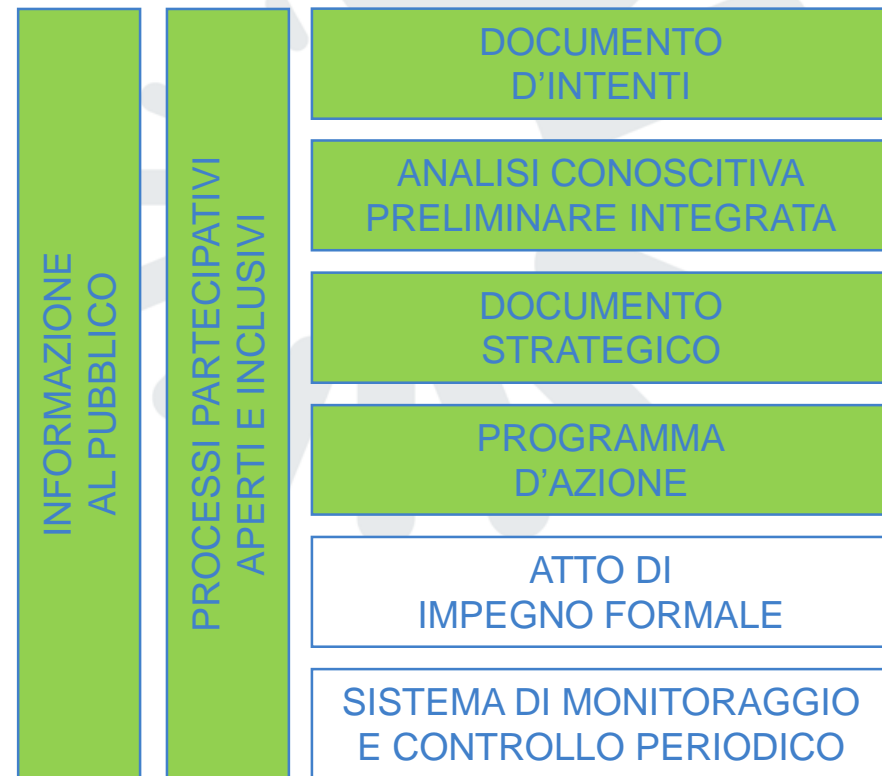 INFORMAZIONE
AL PUBBLICO
PROCESSI PARTECIPATIVI
APERTI E INCLUSIVI
DOCUMENTO
D'INTENTI
ANALISI CONOSCITIVA
PRELIMINARE INTEGRATA
DOCUMENTO
STRATEGICO
PROGRAMMA
D'AZIONE
ATTO DI
IMPEGNO FORMALE
SISTEMA DI MONITORAGGIO
E CONTROLLO PERIODICO